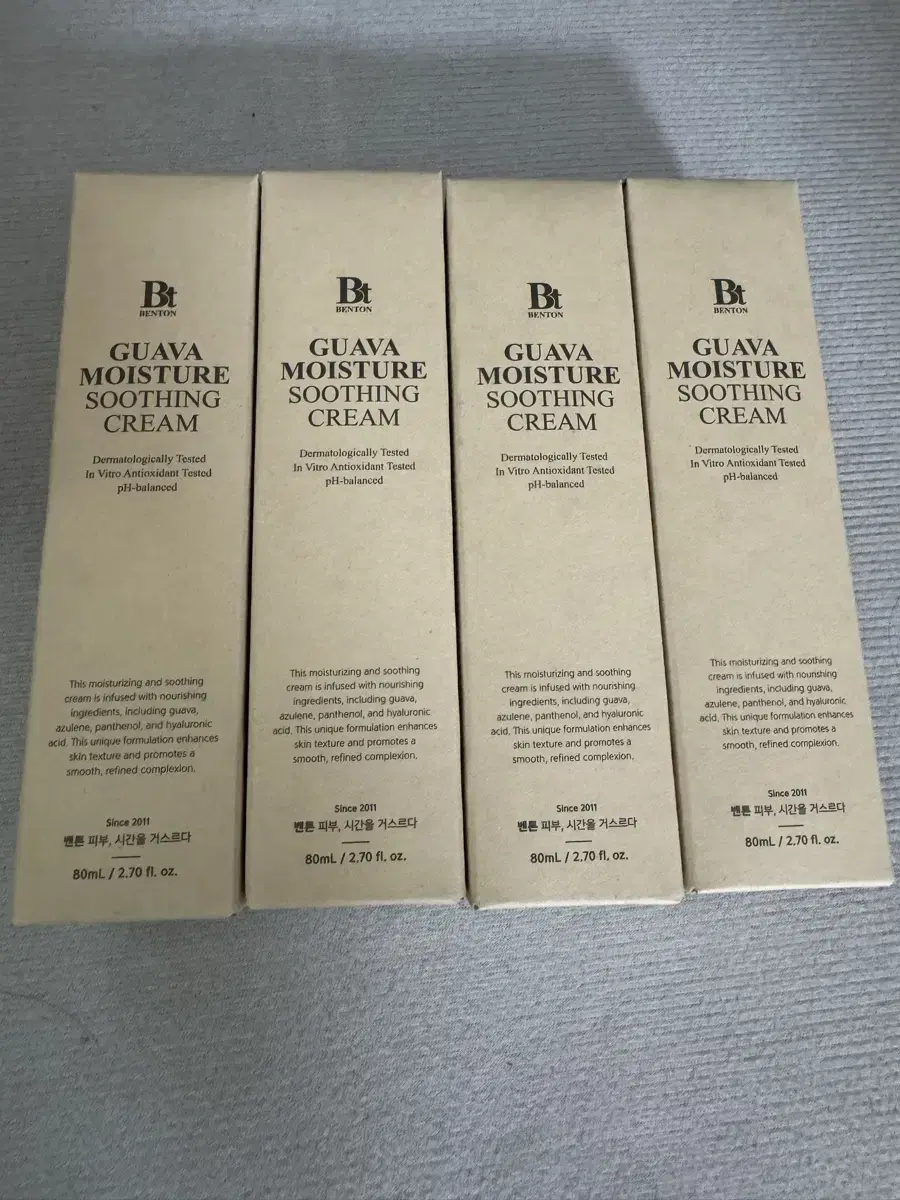 Bt
BENTON
GUAVA
MOISTURE
SOOTHING
CREAM
Dermatologically Tested
In Vitro Antioxidant Tested
pH-balanced
This moisturizing and soothing
cream is infused with nourishing
ingredients, including guava,
azulene, panthenol, and hyaluronic
acid. This unique formulation enhances
skin texture and promotes a
smooth, refined complexion.
Since 2011
벤튼 피부, 시간을 거스르다
80mL / 2.70 fl. oz.
Bt
BENTON
GUAVA
MOISTURE
SOOTHING
CREAM
Dermatologically Tested
In Vitro Antioxidant Tested
pH-balanced
This moisturizing and soothing
cream is infused with nourishing
ingredients, including guava,
azulene, panthenol, and hyaluronic
acid. This unique formulation enhances
skin texture and promotes a
smooth, refined complexion.
Since 2011
벤튼 피부, 시간을 거스르다
80mL / 2.70 fl. oz.
Bt
BENTON
GUAVA
MOISTURE
SOOTHING
CREAM
Dermatologically Tested
In Vitro Antioxidant Tested
pH-balanced
This moisturizing and soothing
cream is infused with nourishing
ingredients, including guava,
azulene, panthenol, and hyaluronic
acid. This unique formulation enhances
skin texture and promotes a
smooth, refined complexion.
Since 2011
벤튼 피부, 시간을 거스르다
80mL / 2.70 fl. oz.
Bt
BENTON
GUAVA
MOISTURE
SOOTHING
CREAM
Dermatologically Tested
In Vitro Antioxidant Tested
pH-balanced
This moisturizing and soothing
cream is infused with nourishing
ingredients, including guava,
azulene, panthenol, and hyaluronic
acid. This unique formulation enhances
skin texture and promotes a
smooth, refined complexion.
Since 2011
벤튼 피부, 시간을 거스르다
80mL / 2.70 fl. oz.